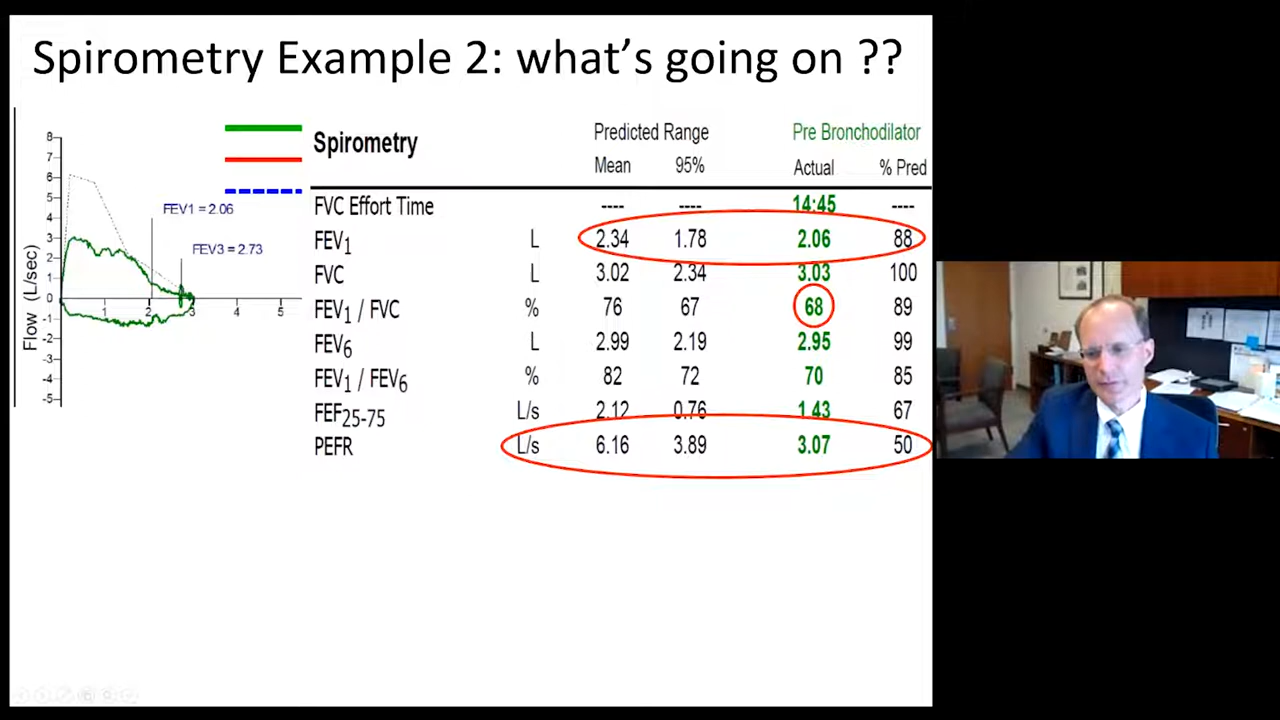 Spirometry Example 2: what's going on ??
8
7
6
5
4
3
2
1
0
-1
-2
-3
-4
-5
Flow (L/sec)
1 2 3 4 5
FEV1 = 2.06
FEV3 = 2.73
Spirometry Predicted Range Pre Bronchodilator
Mean 95% Actual % Pred
FVC Effort Time ---- ---- 14:45 ----
FEV1 L 2.34 1.78 2.06 88
FVC L 3.02 2.34 3.03 100
FEV1 / FVC % 76 67 68 89
FEV6 L 2.99 2.19 2.95 99
FEV1 / FEV6 % 82 72 70 85
FEF25-75 L/s 2.12 0.76 1.43 67
PEFR L/s 6.16 3.89 3.07 50